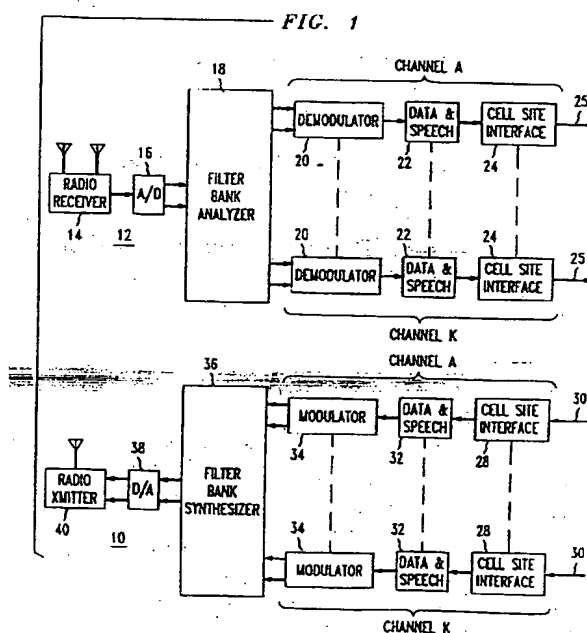 FIG. 1
CHANNEL A
18
25
DEMODULATOR
DATA & SPEECH
CELL SITE INTERFACE
20
22
24
16
A/D
FILTER BANK ANALYZER
RADIO RECEIVER
14
12
20
22
24
25
DEMODULATOR
DATA & SPEECH
CELL SITE INTERFACE
CHANNEL K
CHANNEL A
36
30
MODULATOR
DATA & SPEECH
CELL SITE INTERFACE
34
32
28
38
D/A
FILTER BANK SYNTHESIZER
RADIO XMITTER
40
10
34
32
28
30
MODULATOR
DATA & SPEECH
CELL SITE INTERFACE
CHANNEL K